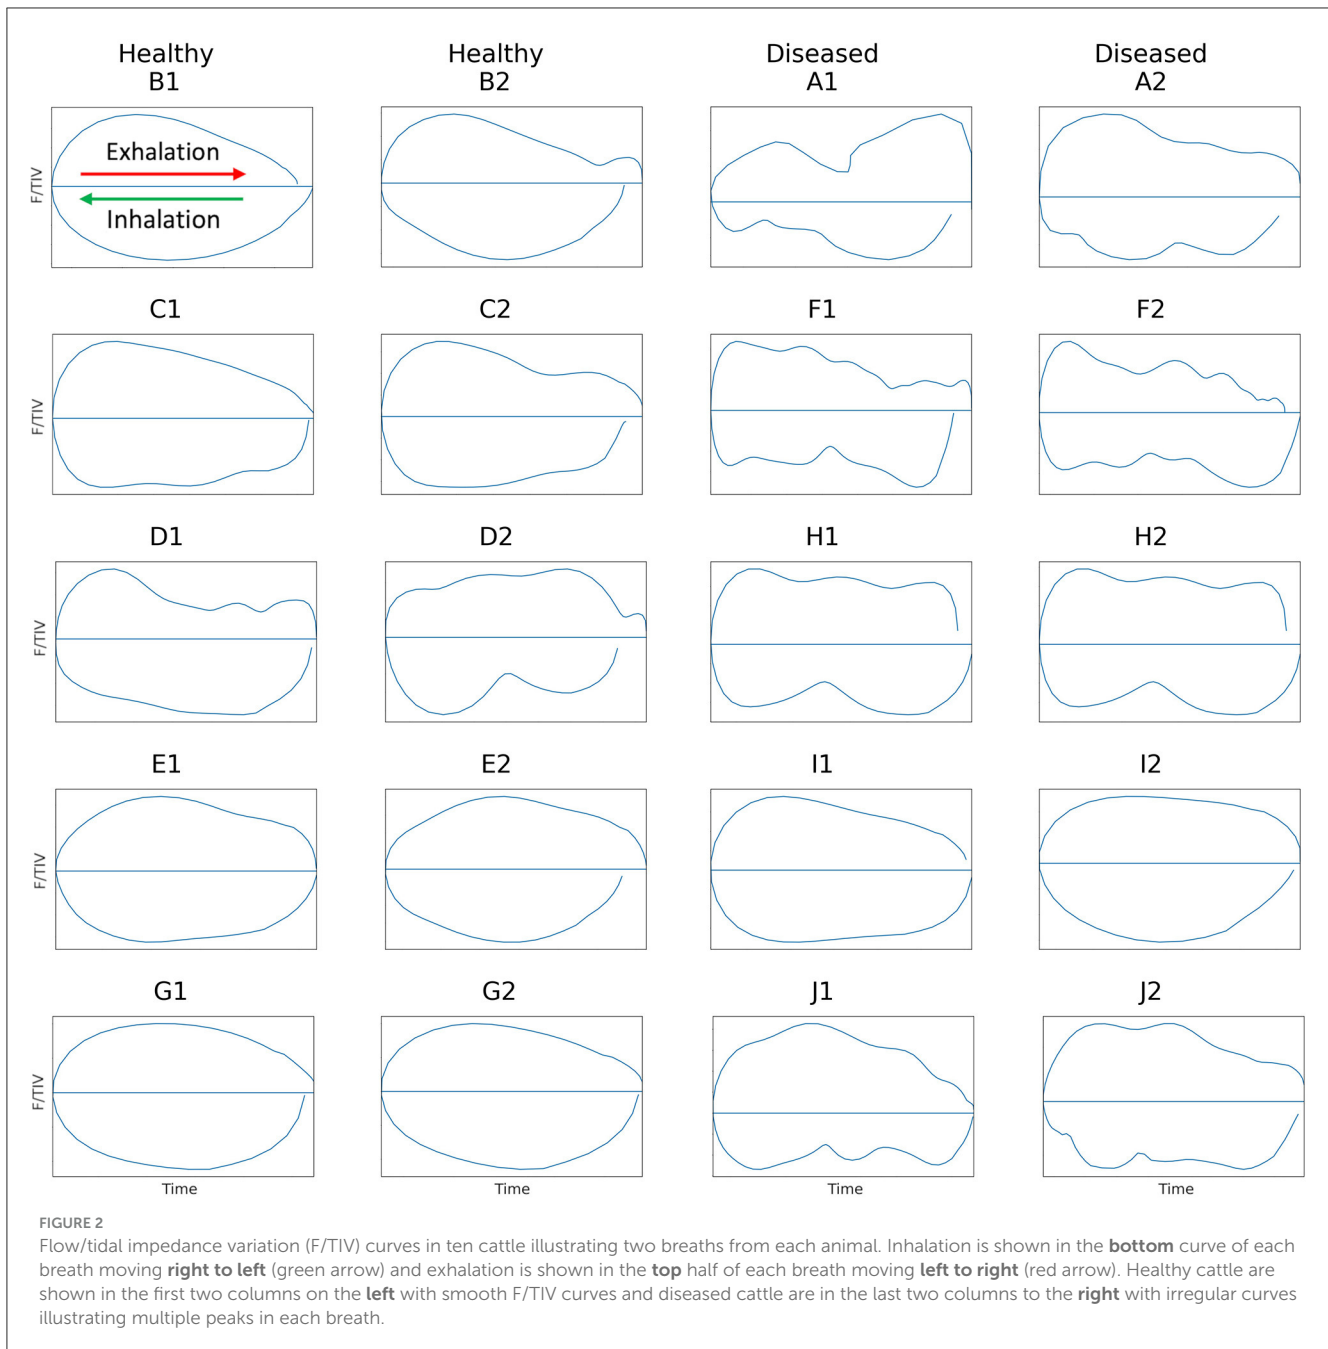 Healthy
B1
Healthy
B2
Diseased
A1
Diseased
A2
F/TIV
Exhalation
Inhalation
C1
C2
F1
F2
F/TIV
D1
D2
H1
H2
F/TIV
E1
E2
I1
I2
F/TIV
G1
G2
J1
J2
F/TIV
Time
Time
Time
Time
FIGURE 2
Flow/tidal impedance variation (F/TIV) curves in ten cattle illustrating two breaths from each animal. Inhalation is shown in the bottom curve of each
breath moving right to left (green arrow) and exhalation is shown in the top half of each breath moving left to right (red arrow). Healthy cattle are
shown in the first two columns on the left with smooth F/TIV curves and diseased cattle are in the last two columns to the right with irregular curves
illustrating multiple peaks in each breath.